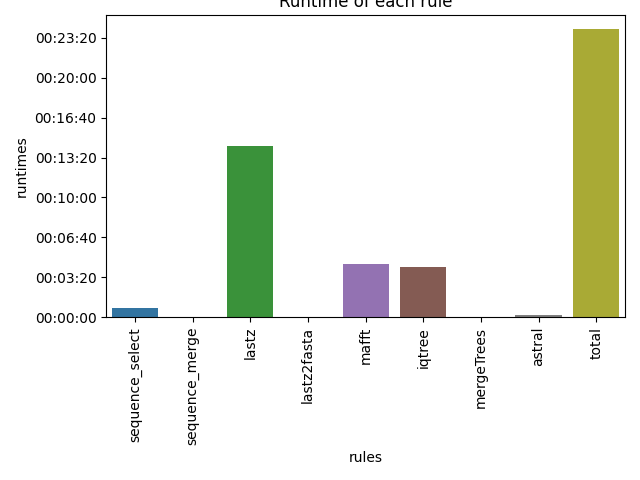 Runtime of each rule
00:23:20
00:20:00
00:16:40
00:13:20
00:10:00
00:06:40
00:03:20
00:00:00
runtimes
sequence_select
sequence_merge
lastz
lastz2fasta
mafft
iqtree
mergeTrees
astral
total
rules